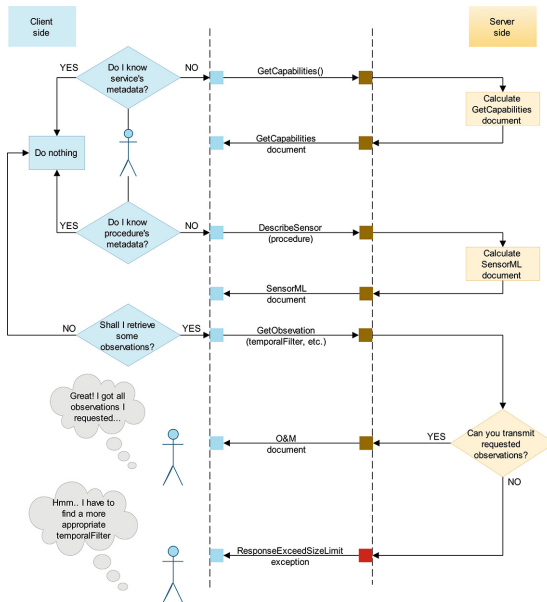 Client
side
Server
side
YES
Do I know
service's
metadata?
NO
GetCapabilities()
Calculate
GetCapabilities
document
GetCapabilities
document
Do nothing
YES
Do I know
procedure's
metadata?
NO
DescribeSensor
(procedure)
Calculate
SensorML
document
SensorML
document
NO
Shall I retrieve
some
observations?
YES
GetObsevation
(temporalFilter, etc.)
Great! I got all
observations I
requested...
O&M
document
YES
Can you transmit
requested
observations?
NO
Hmm.. I have to
find a more
appropriate
temporalFilter
ResponseExceedSizeLimit
exception